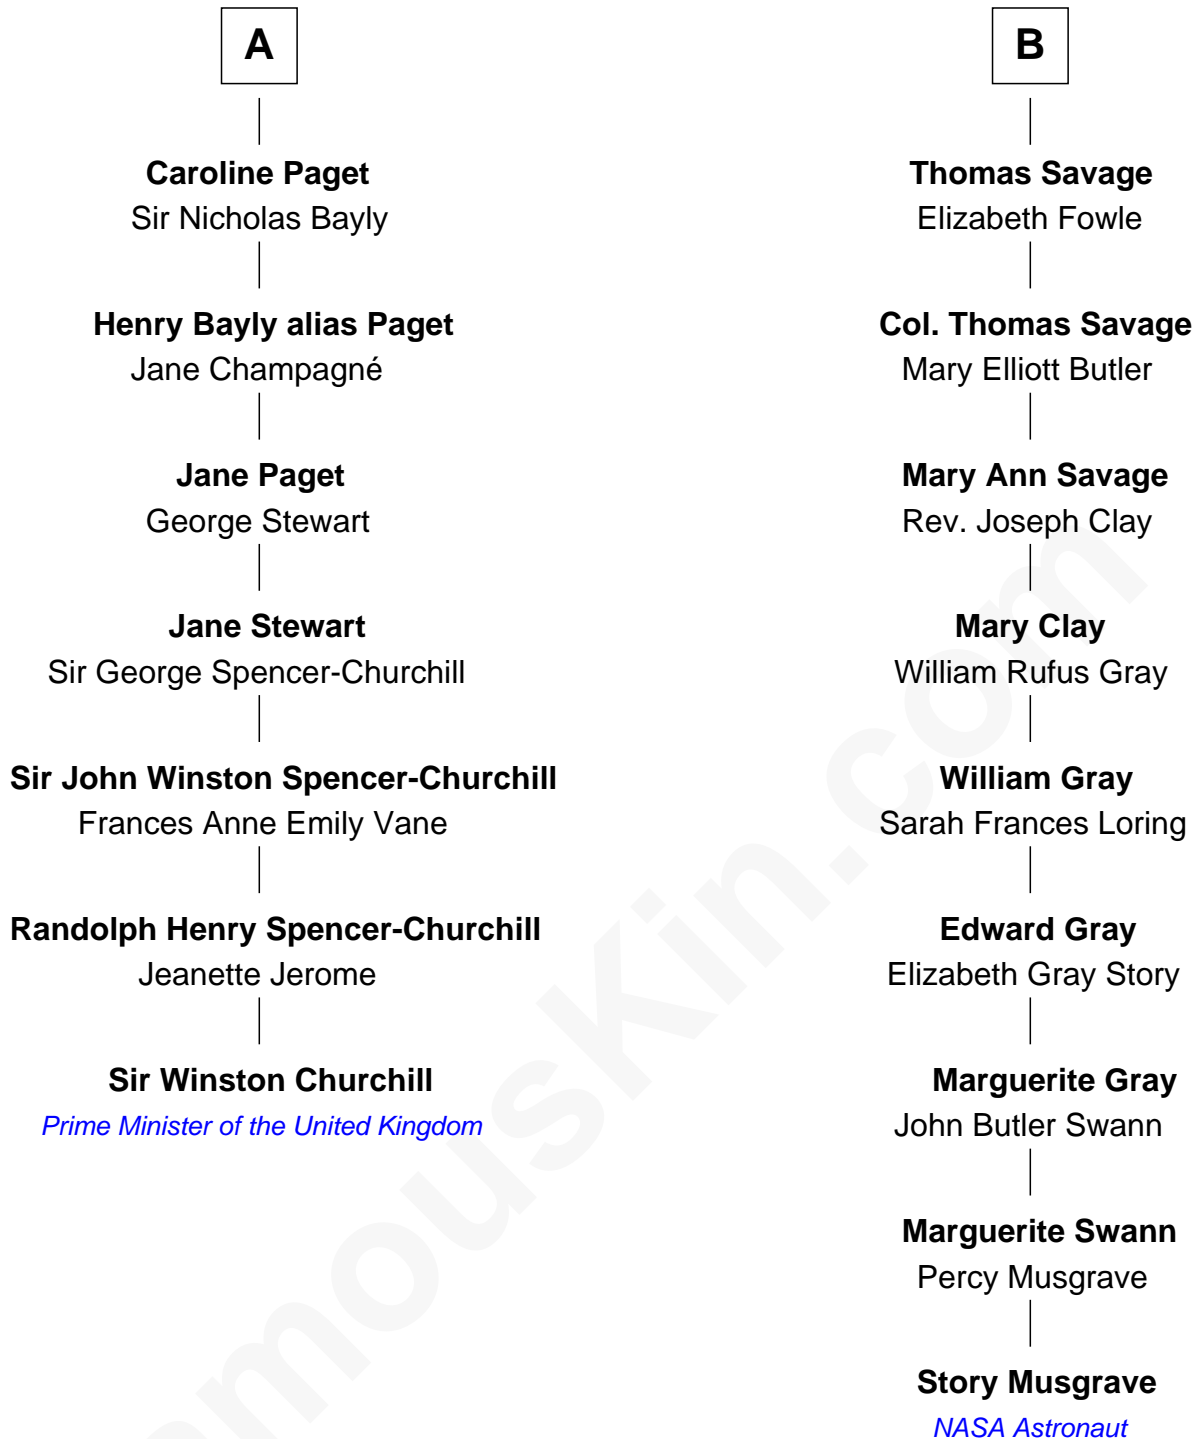 A
Caroline Paget
Sir Nicholas Bayly
Henry Bayly alias Paget
Jane Champagné
Jane Paget
George Stewart
Jane Stewart
Sir George Spencer-Churchill
Sir John Winston Spencer-Churchill
Frances Anne Emily Vane
Randolph Henry Spencer-Churchill
Jeanette Jerome
Sir Winston Churchill
Prime Minister of the United Kingdom
B
Thomas Savage
Elizabeth Fowle
Col. Thomas Savage
Mary Elliott Butler
Mary Ann Savage
Rev. Joseph Clay
Mary Clay
William Rufus Gray
William Gray
Sarah Frances Loring
Edward Gray
Elizabeth Gray Story
Marguerite Gray
John Butler Swann
Marguerite Swann
Percy Musgrave
Story Musgrave
NASA Astronaut
amouskin.com